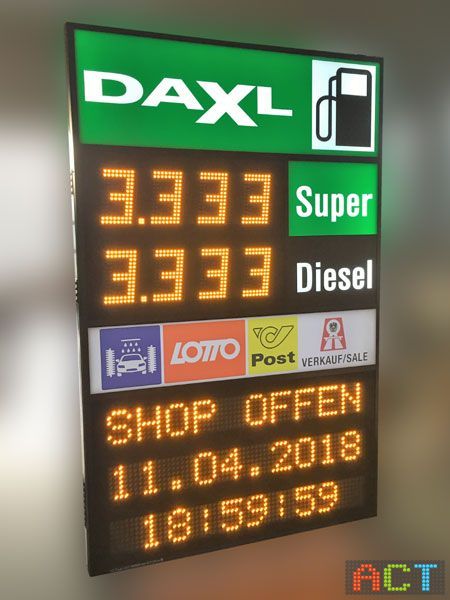 DAXL
3.333 Super
3.333 Diesel
LOTTO
Post
VERKAUF/SALE
SHOP OFFEN
11.04.2018
18:59:59
ACT